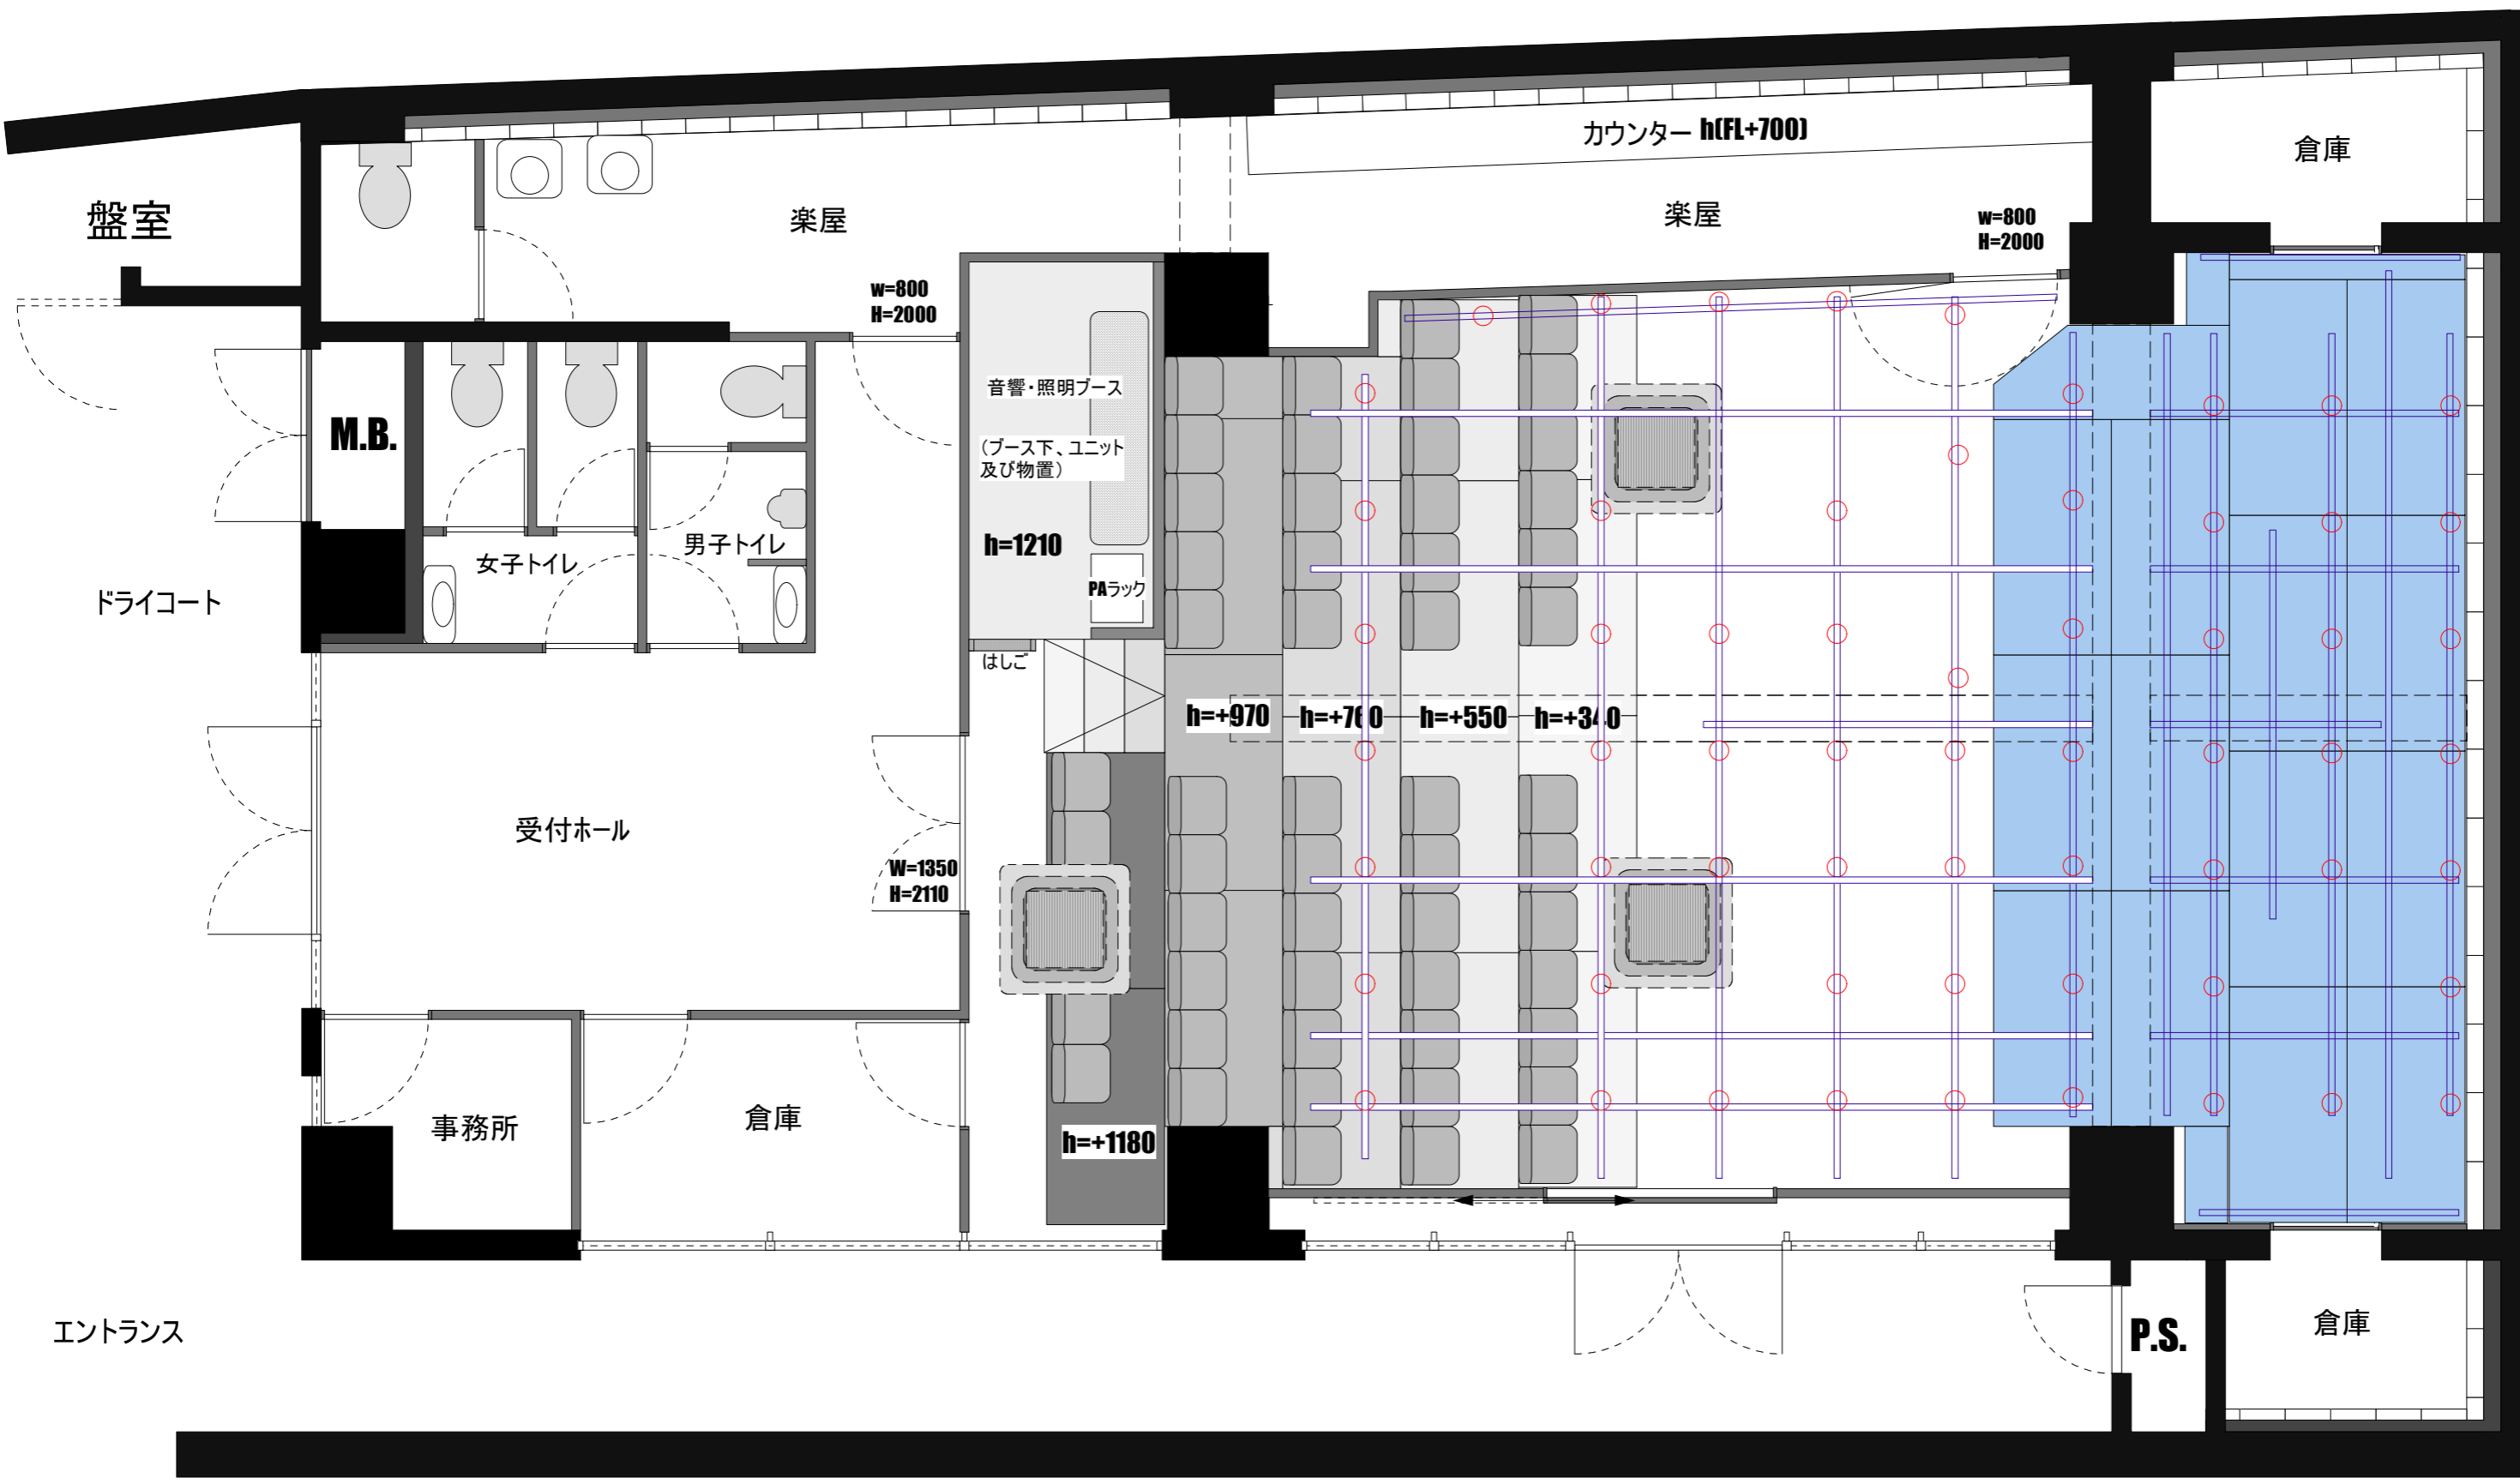 カウンター h(FL+700)
倉庫
盤室
楽屋
楽屋
w=800
H=2000
w=800
H=2000
音響・照明ブース
M.B.
(ブース下、ユニット
及び物置)
h=1210
男子トイレ
女子トイレ
PAラック
ドライコート
はしご
h=+970
h=+760
h=+550
h=+340
受付ホール
W=1350
H=2110
事務所
倉庫
h=+1180
エントランス
P.S.
倉庫